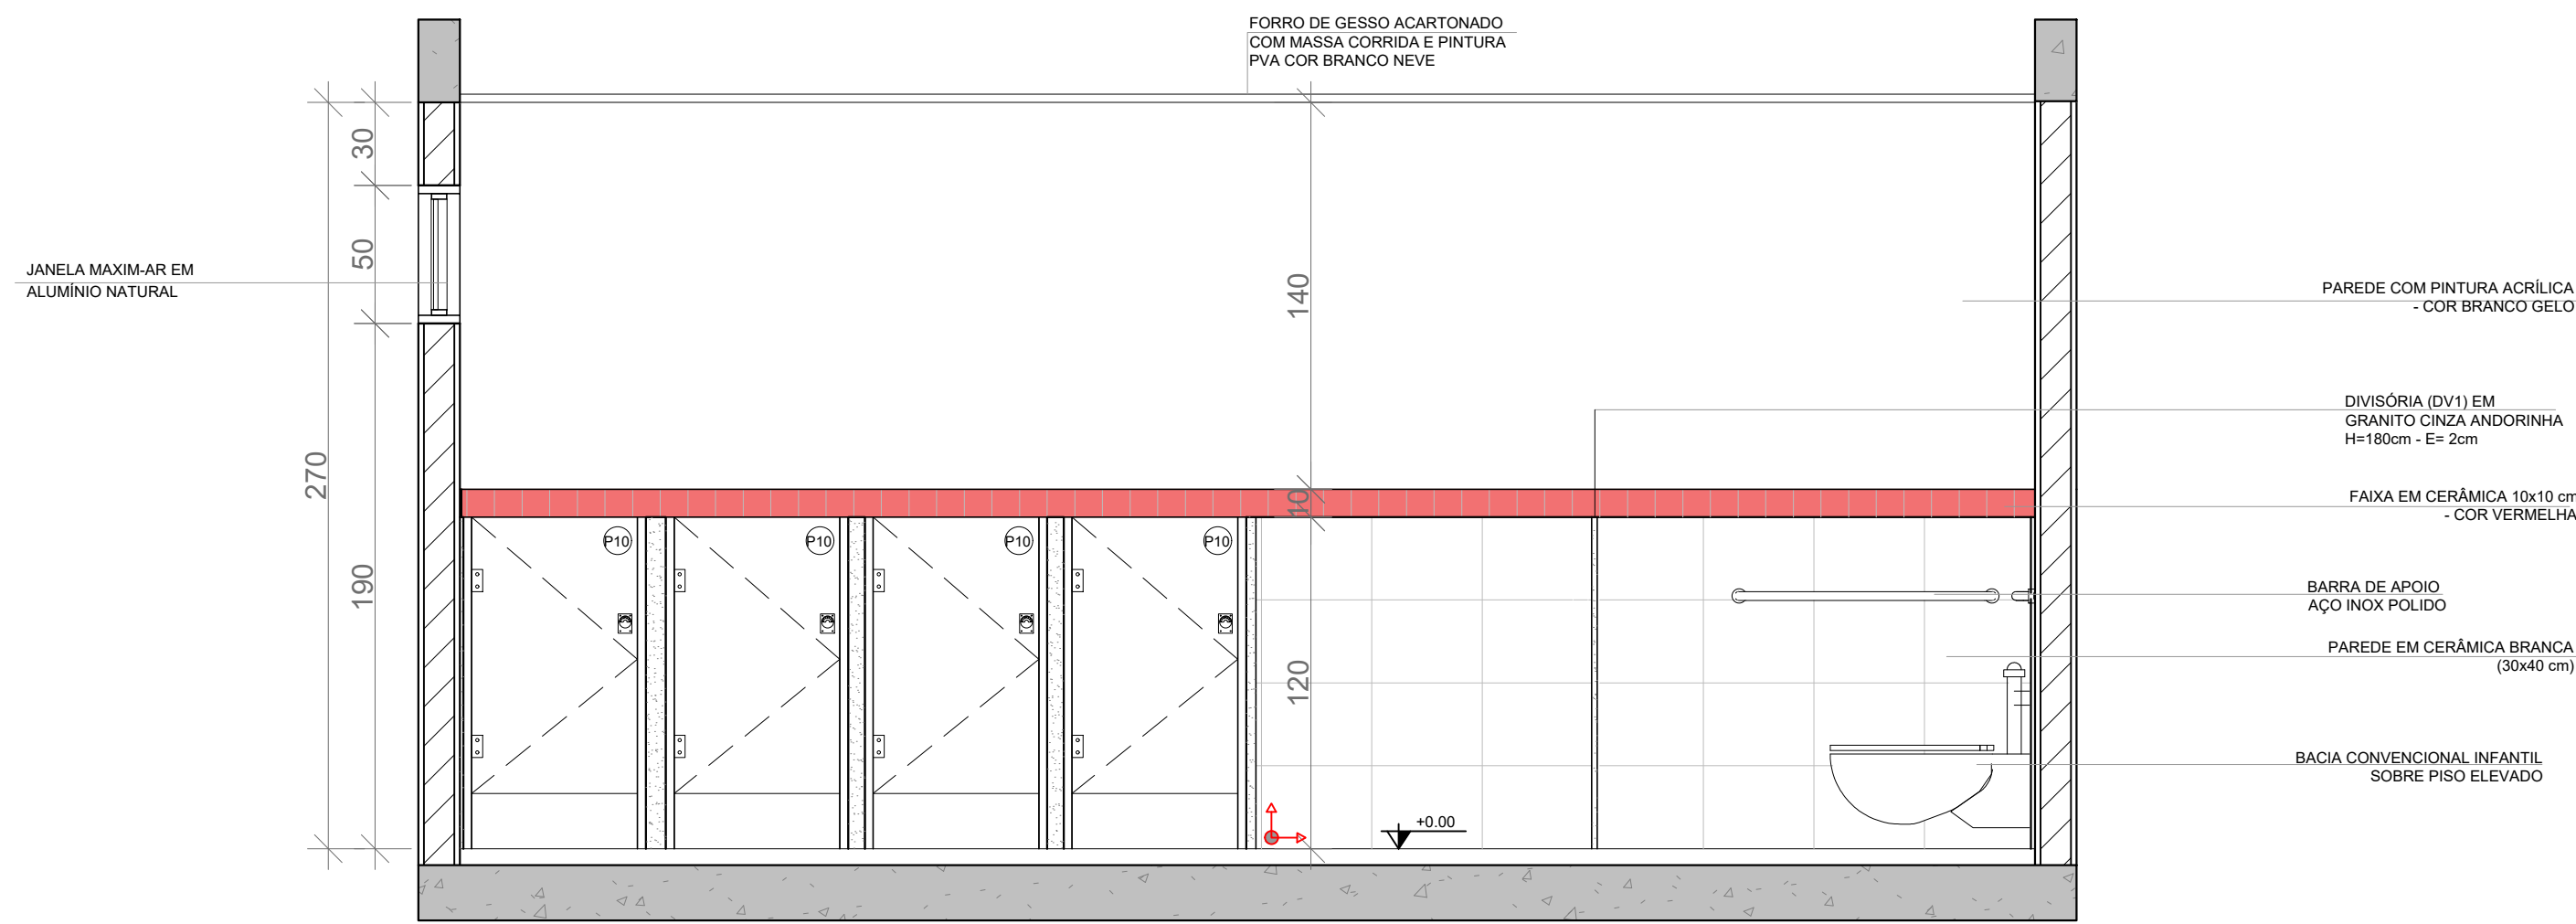 FORRO DE GESSO ACARTONADO
COM MASSA CORRIDA E PINTURA
PVA COR BRANCO NEVE
30
50
190
270
JANELA MAXIM-AR EM
ALUMÍNIO NATURAL
140
10
120
P10
P10
P10
P10
+0.00
PAREDE COM PINTURA ACRÍLICA
- COR BRANCO GELO
DIVISÓRIA (DV1) EM
GRANITO CINZA ANDORINHA
H=180cm - E= 2cm
FAIXA EM CERÂMICA 10x10 cm
- COR VERMELHA
BARRA DE APOIO
AÇO INOX POLIDO
PAREDE EM CERÂMICA BRANCA
(30x40 cm)
BACIA CONVENCIONAL INFANTIL
SOBRE PISO ELEVADO